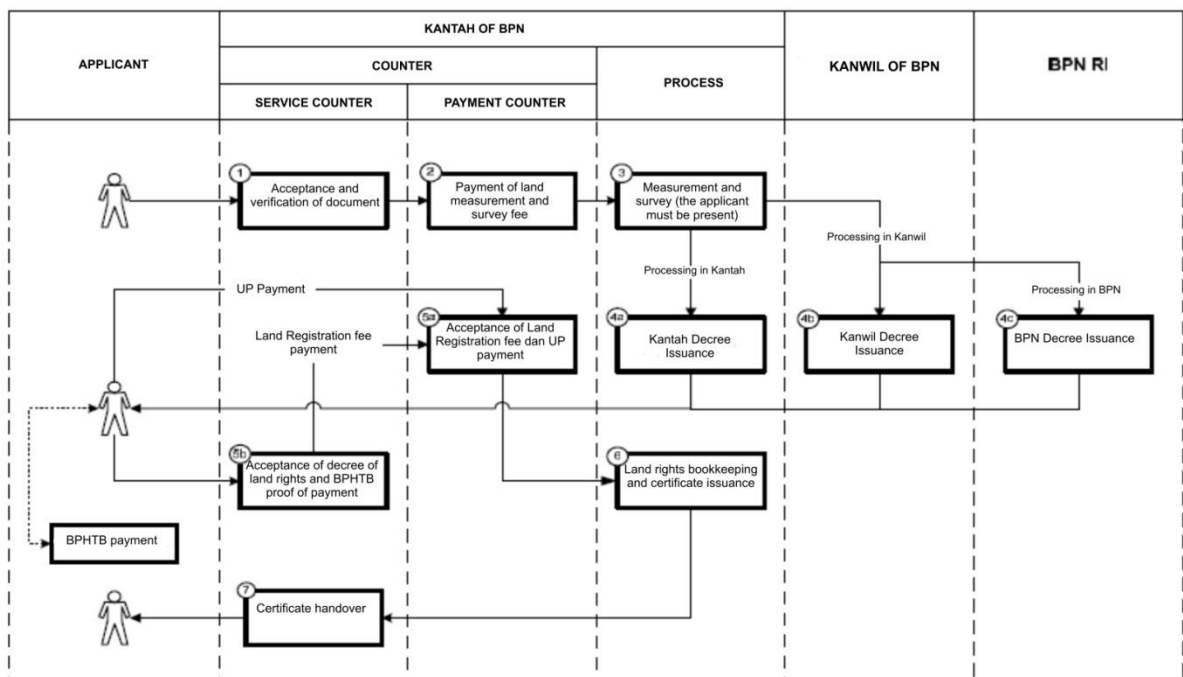 KANTAH OF BPN
APPLICANT
COUNTER
PROCESS
KANWIL OF BPN
BPN RI
SERVICE COUNTER
PAYMENT COUNTER
1
Acceptance and
verification of document
2
Payment of land
measurement and
survey fee
3
Measurement and
survey (the applicant
must be present)
Processing in Kanwil
Processing in Kantah
Processing in BPN
UP Payment
Land Registration fee
payment
5a
Acceptance of Land
Registration fee dan UP
payment
4a
Kantah Decree
Issuance
4b
Kanwil Decree
Issuance
4c
BPN Decree Issuance
5b
Acceptance of decree of
land rights and BPHTB
proof of payment
6
Land rights bookkeeping
and certificate issuance
BPHTB payment
7
Certificate handover